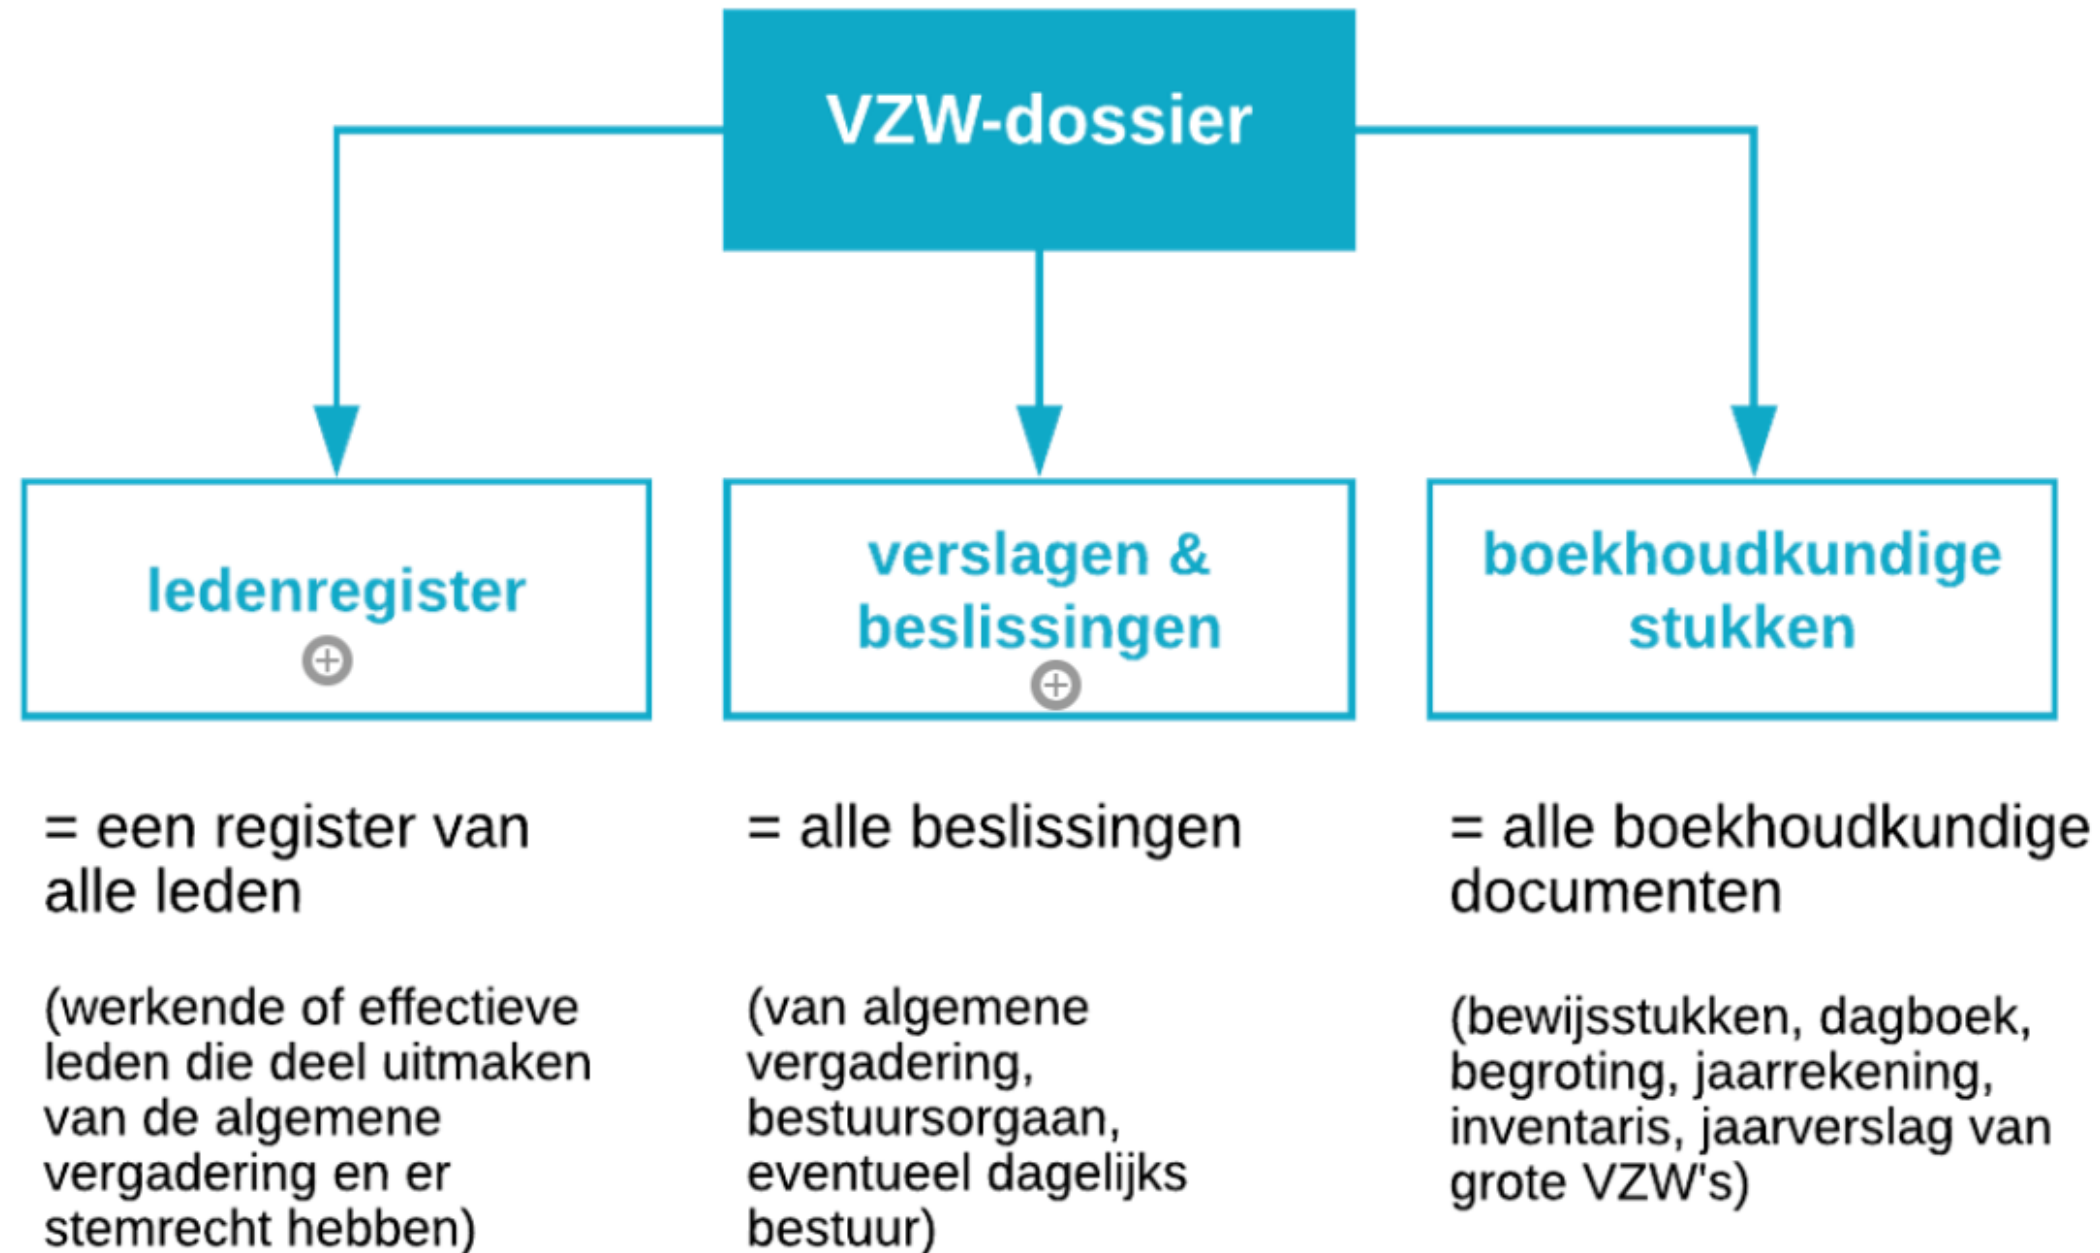 VZW-dossier
ledenregister
verslagen &
beslissingen
boekhoudkundige
stukken
= een register van
alle leden
(werkende of effectieve
leden die deel uitmaken
van de algemene
vergadering en er
stemrecht hebben)
= alle beslissingen
(van algemene
vergadering,
bestuursorgaan,
eventueel dagelijks
bestuur)
= alle boekhoudkundige
documenten
(bewijsstukken, dagboek,
begroting, jaarrekening,
inventaris, jaarverslag van
grote VZW's)